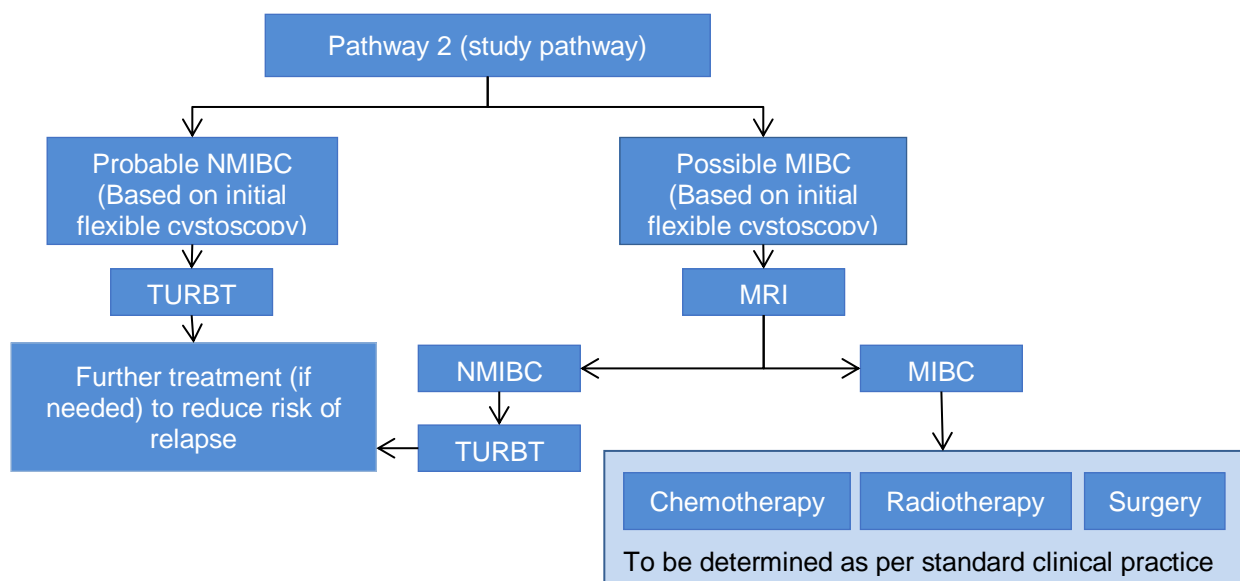 Pathway 2 (study pathway)
Probable NMIBC
(Based on initial
flexible cystoscopy)
Possible MIBC
(Based on initial
flexible cystoscopy)
TURBT
MRI
Further treatment (if
needed) to reduce risk of
relapse
NMIBC
MIBC
TURBT
Chemotherapy
Radiotherapy
Surgery
To be determined as per standard clinical practice